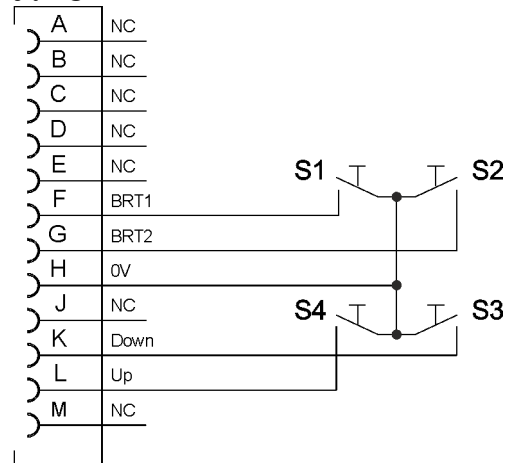 A NC
B NC
C NC
D NC
E NC
S1 S2
F BRT1
G BRT2
H 0V
S4 S3
J NC
K Down
L Up
M NC